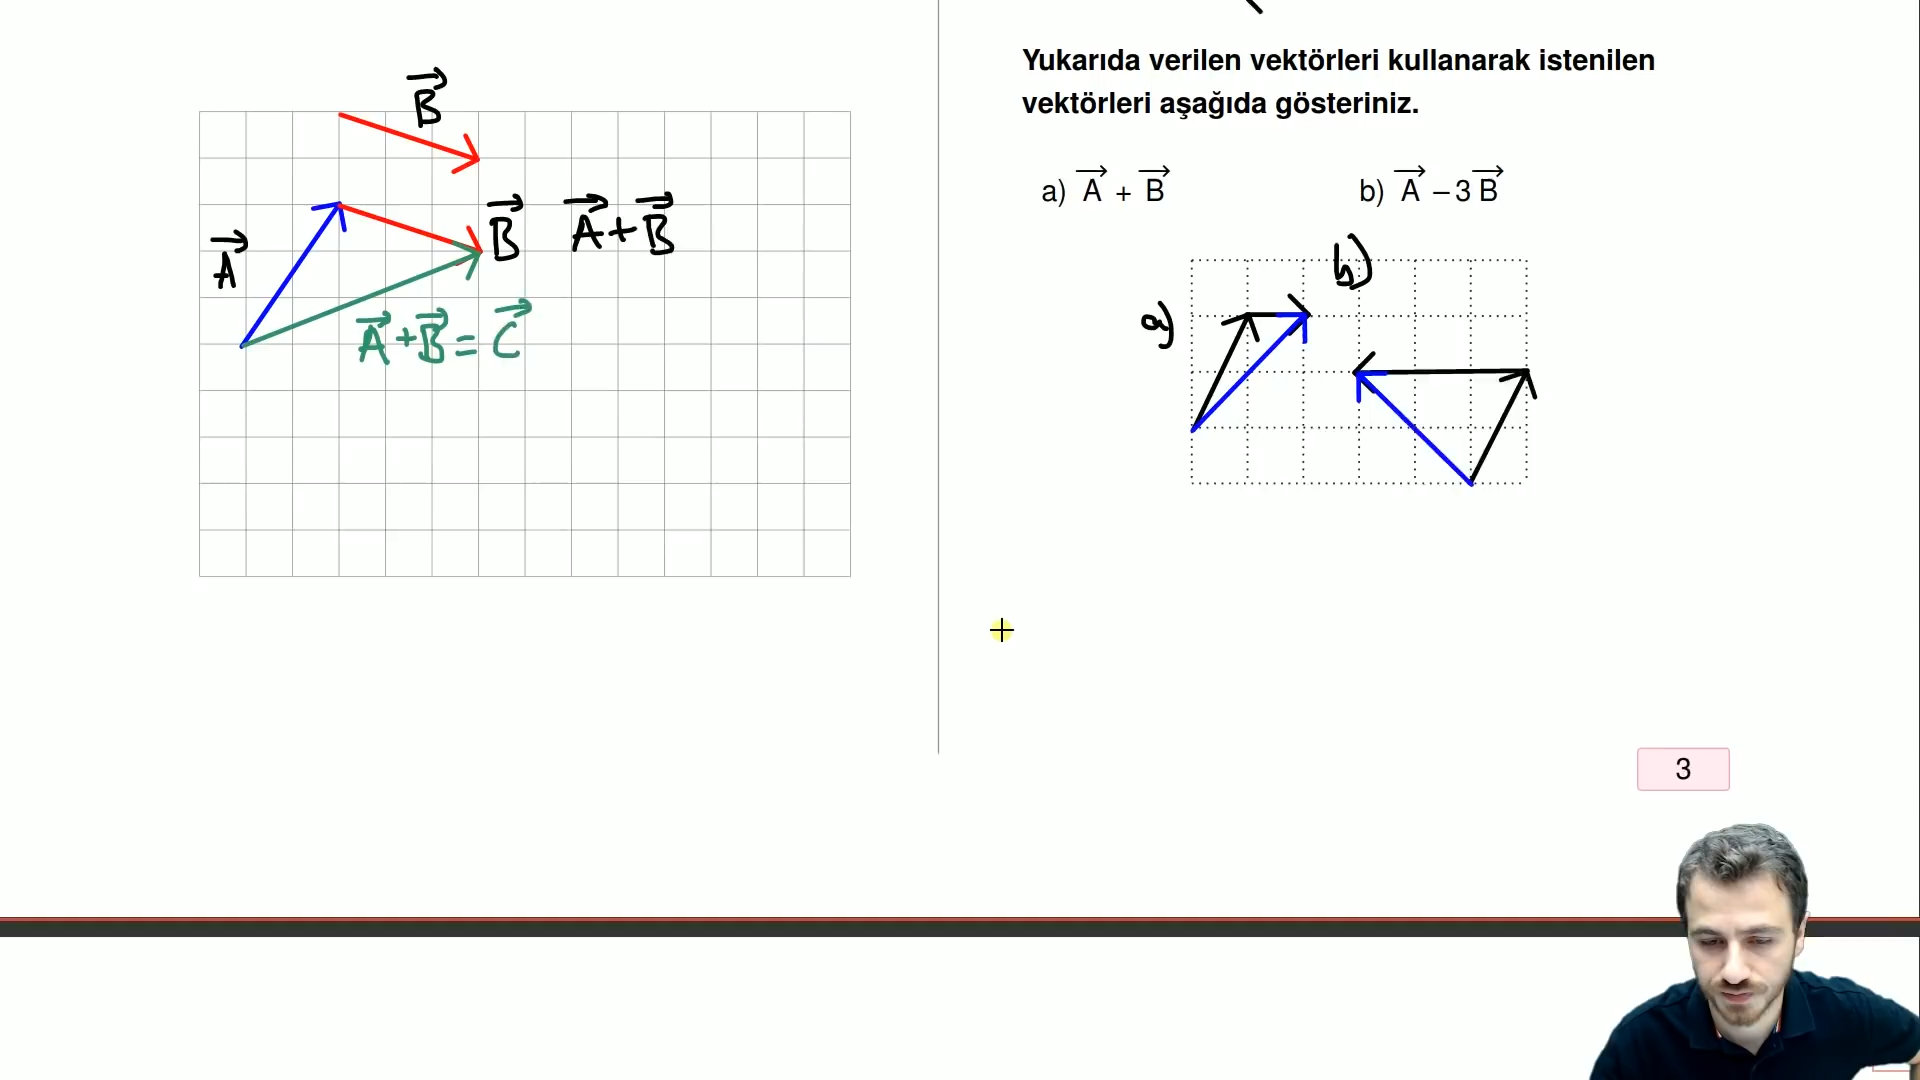 B
A
B A+B
A+B=C
Yukarıda verilen vektörleri kullanarak istenilen
vektörleri aşağıda gösteriniz.
a) A + B
b) A – 3 B
a)
b)
3